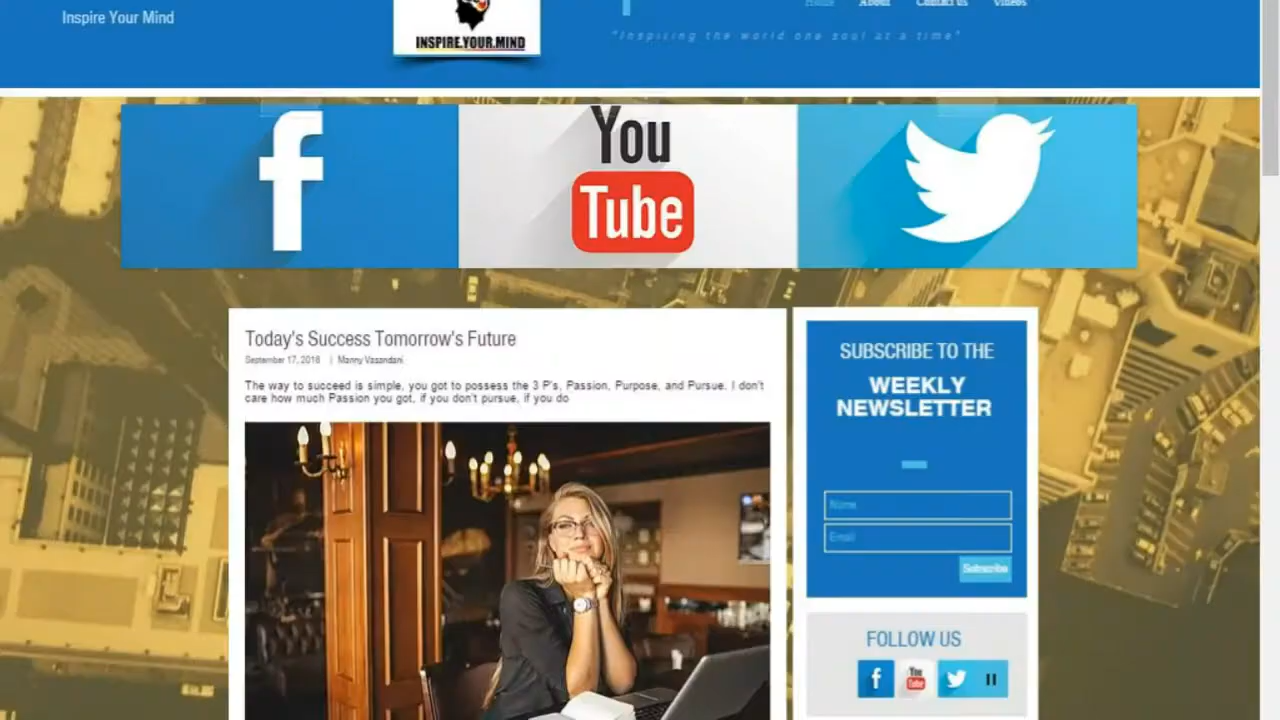 Inspire Your Mind
INSPIRE.YOUR.MIND
Home About Contact us Videos
"Inspiring the world one soul at a time"
f
You
Tube
Today's Success Tomorrow's Future
September 17, 2016 | Manny Vasandani
The way to succeed is simple, you got to possess the 3 P's, Passion, Purpose, and Pursue. I don't
care how much Passion you got, if you don't pursue, if you do
SUBSCRIBE TO THE
WEEKLY
NEWSLETTER
Name
Email
Subscribe
FOLLOW US
f
You
Tube